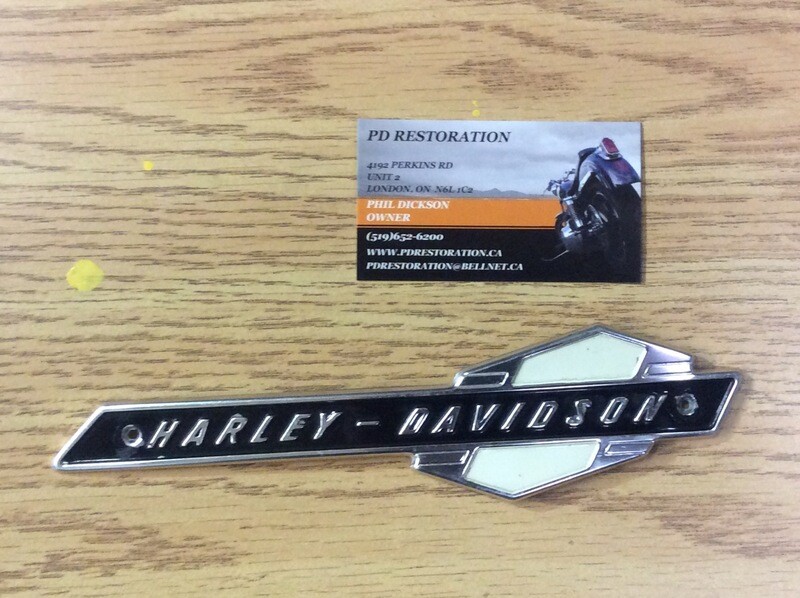 PD RESTORATION
4192 PERKINS RD
UNIT 2
LONDON, ON N6L 1C2
PHIL DICKSON
OWNER
(519)652-6200
WWW.PDRESTORATION.CA
PDRESTORATION@BELLNET.CA
HARLEY - DAVIDSON